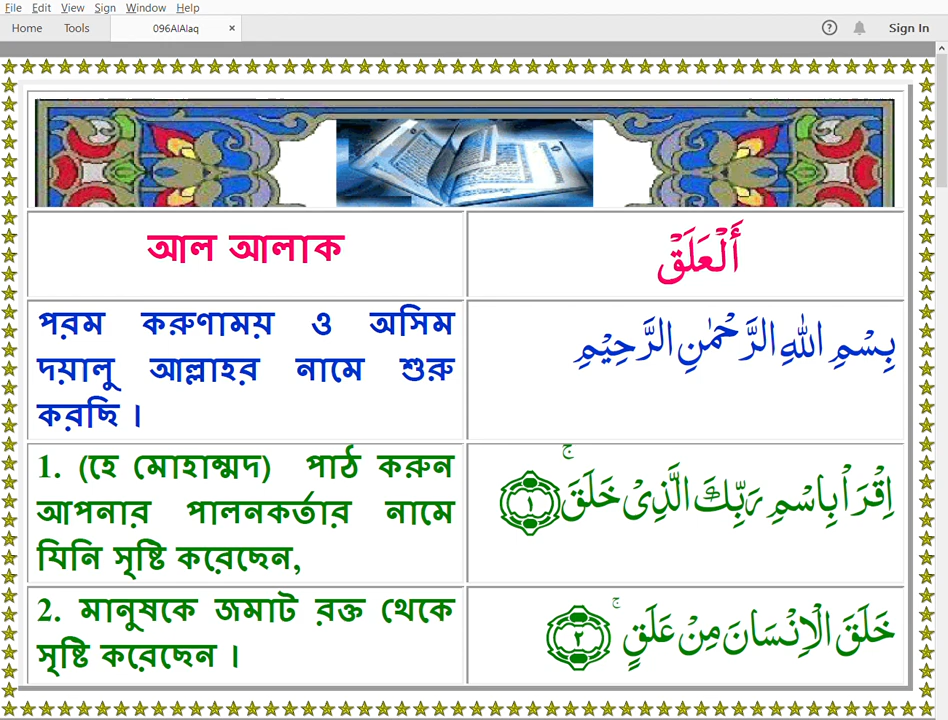 File Edit View Sign Window Help
Home Tools 096AlAlaq × Sign In
আল আলাক
أَلْعَلَقْ
পরম করুণাময় ও অসিম
দয়ালু আল্লাহর নামে শুরু
করছি ।
بِسْمِ اللهِ الرَّحْمٰنِ الرَّحِيْمِ
1. (হে মোহাম্মদ) পাঠ করুন
আপনার পালনকর্তার নামে
যিনি সৃষ্টি করেছেন,
اِقْرَاْ بِاسْمِ رَبِّكَ الَّذِىْ خَلَقَ ۚ ﴿١﴾
2. মানুষকে জমাট রক্ত থেকে
সৃষ্টি করেছেন ।
خَلَقَ الْاِنْسَانَ مِنْ عَلَقٍ ۚ ﴿٢﴾